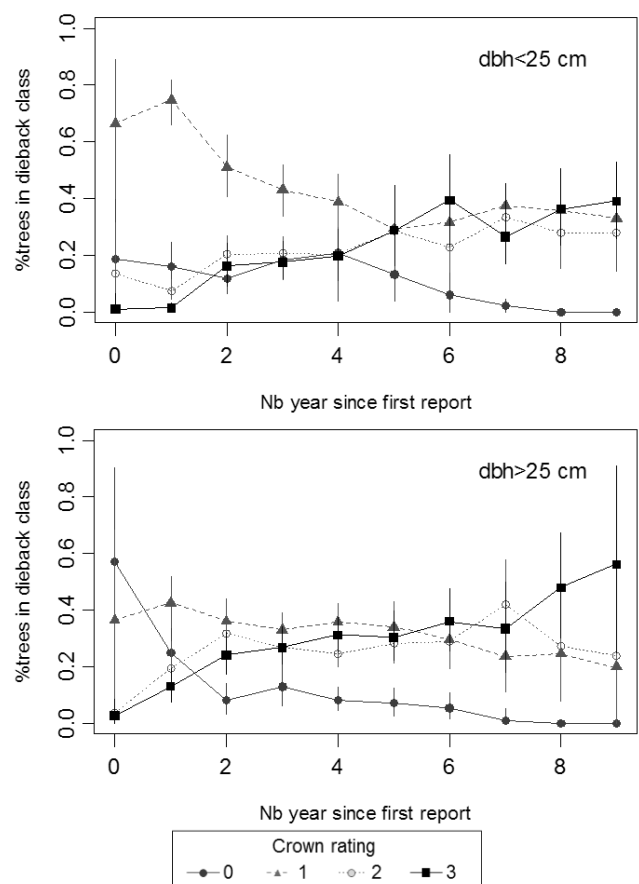 1.0
dbh<25 cm
0.8
0.6
0.4
0.2
0.0
%trees in dieback class
0 2 4 6 8
Nb year since first report
1.0
dbh>25 cm
0.8
0.6
0.4
0.2
0.0
%trees in dieback class
0 2 4 6 8
Nb year since first report
Crown rating
0 1 2 3